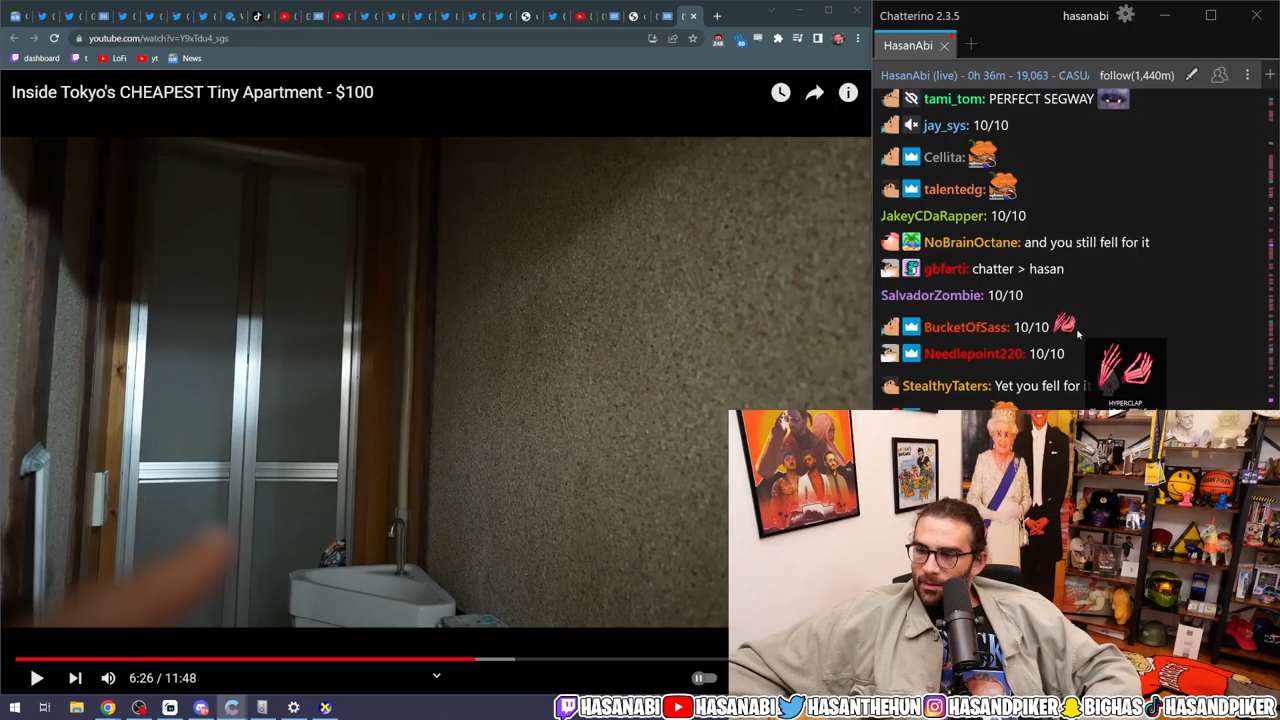 Chatterino 2.3.5
hasanabi
youtube.com/watch?v=Y9xTdu4_sgs
248
80
HasanAbi
dashboard
t
LoFi
yt
News
HasanAbi (live) - 0h 36m - 19,063 - CASU
follow(1,440m)
Inside Tokyo's CHEAPEST Tiny Apartment - $100
tami_tom: PERFECT SEGWAY
jay_sys: 10/10
Cellita:
talentedg:
JakeyCDaRapper: 10/10
NoBrainOctane: and you still fell for it
gbfarti: chatter > hasan
SalvadorZombie: 10/10
BucketOfSass: 10/10
Needlepoint220: 10/10
StealthyTaters: Yet you fell for it
HYPERCLAP
6:26 / 11:48
HASANABI HASANABI HASANTHEHUN HASANDPIKER BIGHAS HASANDPIKER